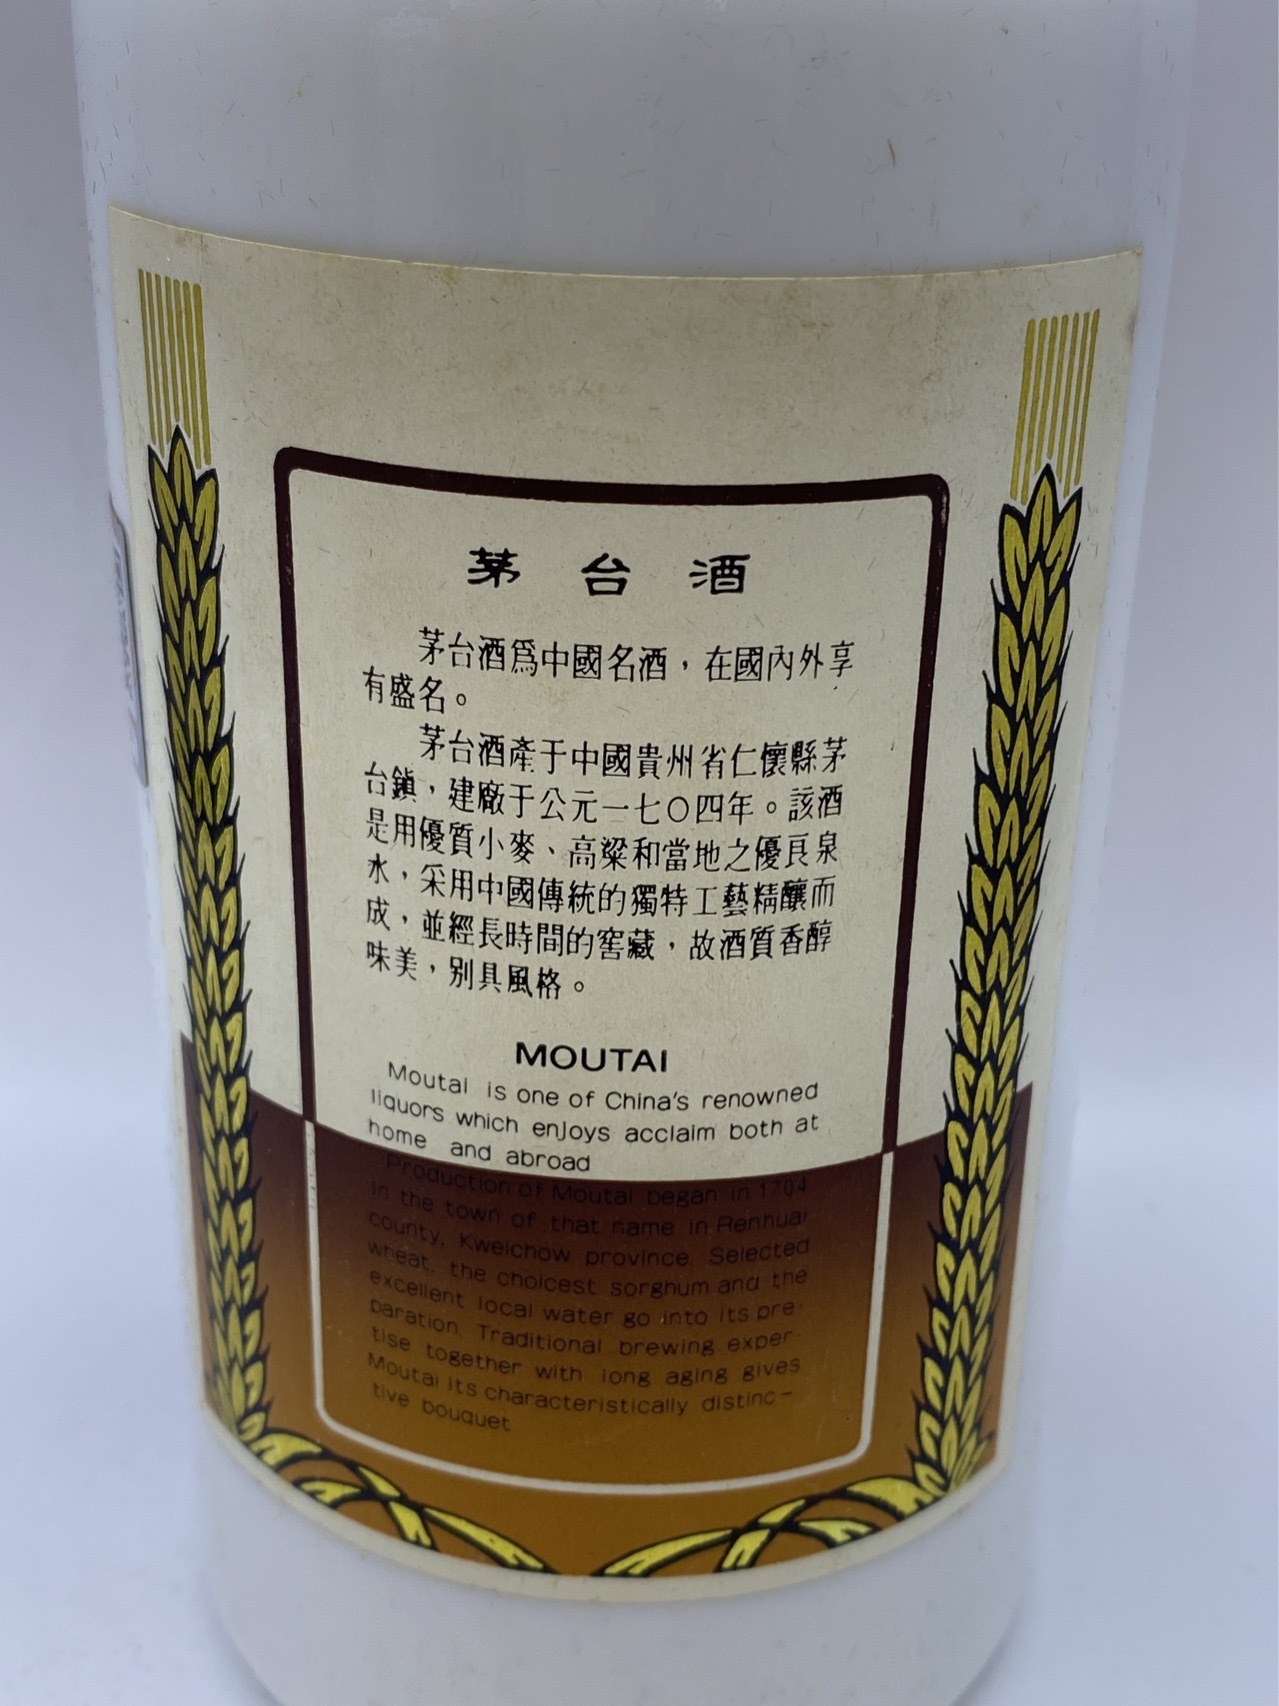 茅台酒
茅台酒爲中國名酒，在國內外享
有盛名。
茅台酒產于中國貴州省仁懷縣茅
台鎮，建廠于公元一七〇四年。該酒
是用優質小麥、高粱和當地之優良泉
水，采用中國傳統的獨特工藝精釀而
成，並經長時間的窖藏，故酒質香醇
味美，别具風格。
MOUTAI
Moutai is one of China's renowned
liquors which enjoys acclaim both at
home and abroad
Production of Moutai began in 1704
in the town of that name in Renhuai
county, Kweichow province. Selected
wheat, the choicest sorghum and the
excellent local water go into its pre-
paration. Traditional brewing exper-
tise together with long aging gives
Moutai its characteristically distinc-
tive bouquet